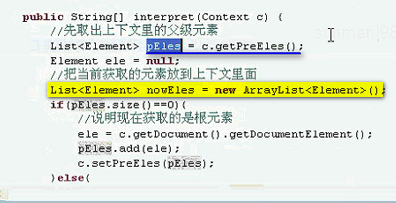 public String[] interpret(Context c) {
//先取出上下文里的父级元素
List<Element> pEles = c.getPreEles();
Element ele = null;
//把当前获取的元素放到上下文里面
List<Element> nowEles = new ArrayList<Element>();
if(pEles.size()==0){
//说明现在获取的是根元素
ele = c.getDocument().getDocumentElement();
pEles.add(ele);
c.setPreEles(pEles);
}else{